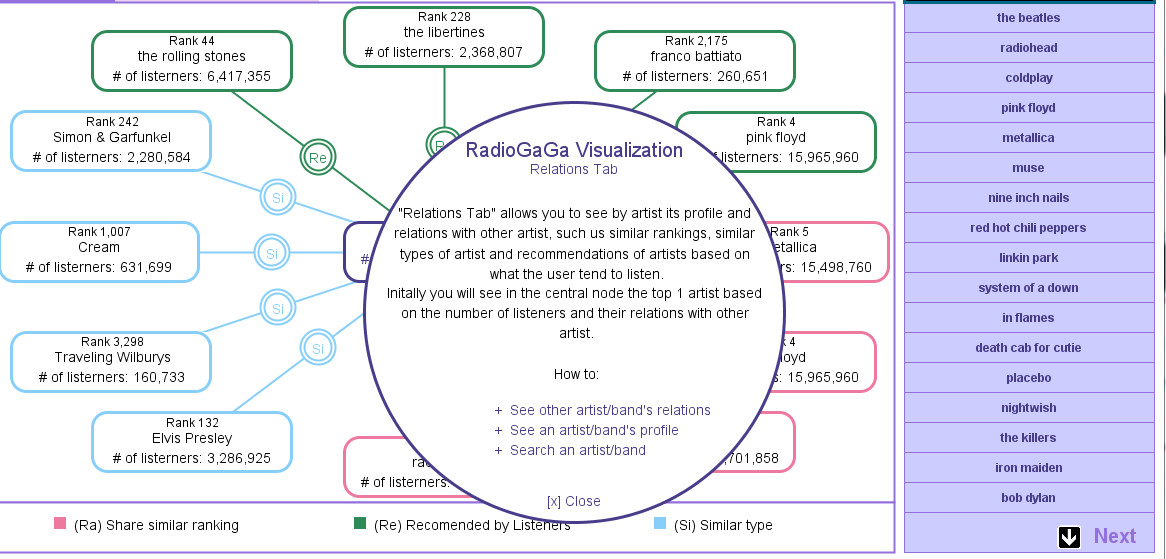 Rank 44
the rolling stones
# of listerners: 6,417,355
Rank 228
the libertines
# of listerners: 2,368,807
Rank 2,175
franco battiato
# of listerners: 260,651
Rank 4
pink floyd
listerners: 15,965,960
Rank 242
Simon & Garfunkel
# of listerners: 2,280,584
Re
Si
Rank 1,007
Cream
# of listerners: 631,699
Si
#
Rank 5
etallica
rs: 15,498,760
Rank 3,298
Traveling Wilburys
# of listerners: 160,733
Si
Si
4
loyd
s: 15,965,960
Rank 132
Elvis Presley
# of listerners: 3,286,925
# of listerners:
,701,858
RadioGaGa Visualization
Relations Tab
"Relations Tab" allows you to see by artist its profile and
relations with other artist, such us similar rankings, similar
types of artist and recommendations of artists based on
what the user tend to listen.
Initally you will see in the central node the top 1 artist based
on the number of listeners and their relations with other
artist.
How to:
+ See other artist/band's relations
+ See an artist/band's profile
+ Search an artist/band
[x] Close
(Ra) Share similar ranking
(Re) Recomended by Listeners
(Si) Similar type
the beatles
radiohead
coldplay
pink floyd
metallica
muse
nine inch nails
red hot chili peppers
linkin park
system of a down
in flames
death cab for cutie
placebo
nightwish
the killers
iron maiden
bob dylan
Next